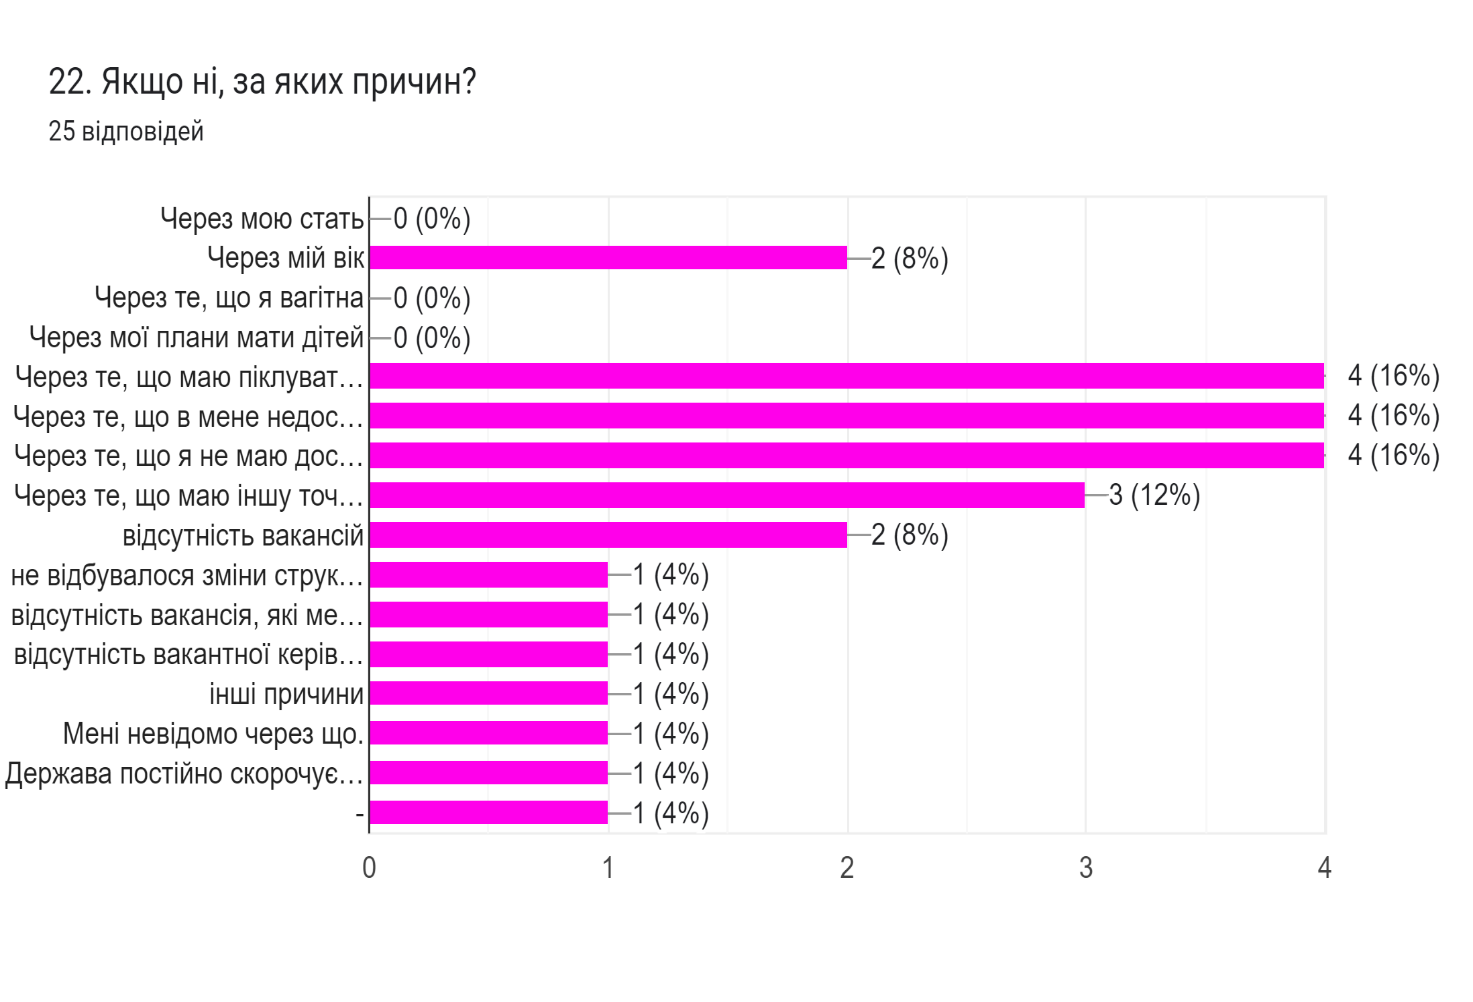 22. Якщо ні, за яких причин?
25 відповідей
Через мою стать 0 (0%)
Через мій вік 2 (8%)
Через те, що я вагітна 0 (0%)
Через мої плани мати дітей 0 (0%)
Через те, що маю піклуват… 4 (16%)
Через те, що в мене недос… 4 (16%)
Через те, що я не маю дос… 4 (16%)
Через те, що маю іншу точ… 3 (12%)
відсутність вакансій 2 (8%)
не відбувалося зміни струк… 1 (4%)
відсутність вакансія, які ме… 1 (4%)
відсутність вакантної керів… 1 (4%)
інші причини 1 (4%)
Мені невідомо через що. 1 (4%)
Держава постійно скорочує… 1 (4%)
- 1 (4%)
0 1 2 3 4